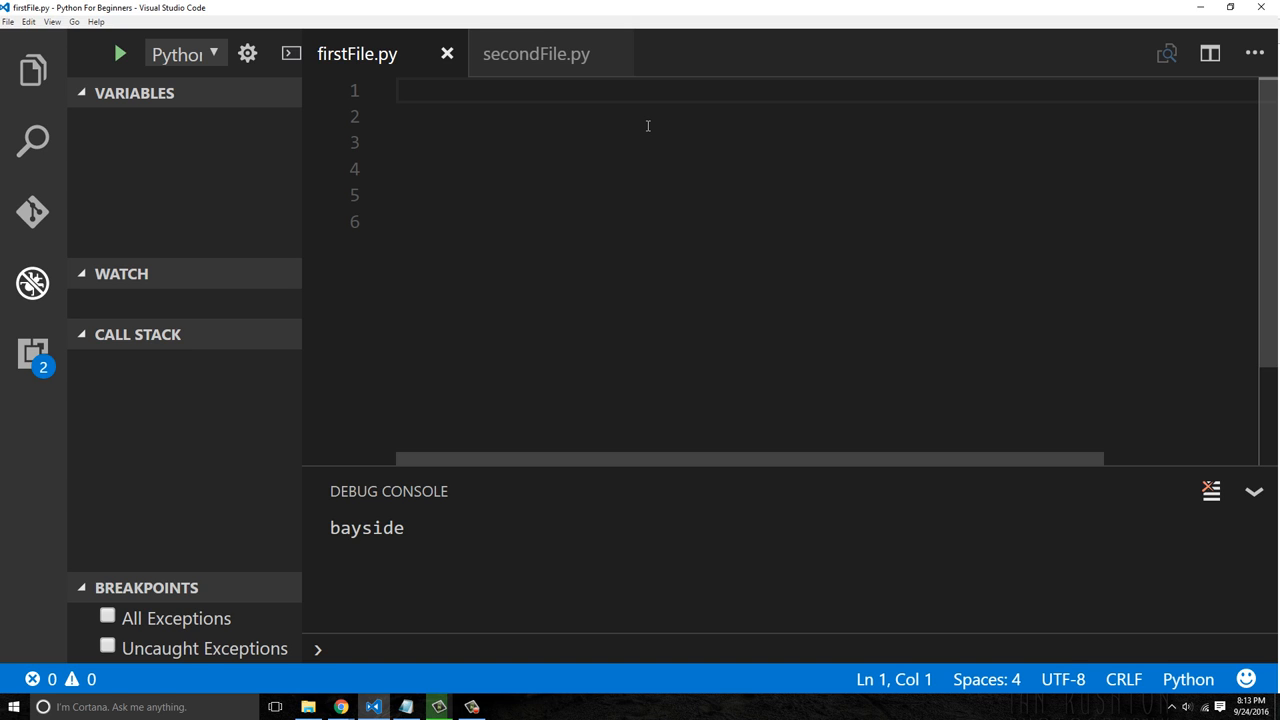 firstFile.py - Python For Beginners - Visual Studio Code
File Edit View Go Help
firstFile.py secondFile.py
VARIABLES
1
2
3
4
5
6
WATCH
CALL STACK
2
DEBUG CONSOLE
bayside
BREAKPOINTS
All Exceptions
Uncaught Exceptions
0 0 Ln 1, Col 1 Spaces: 4 UTF-8 CRLF Python
I'm Cortana. Ask me anything.
8:13 PM
9/24/2016